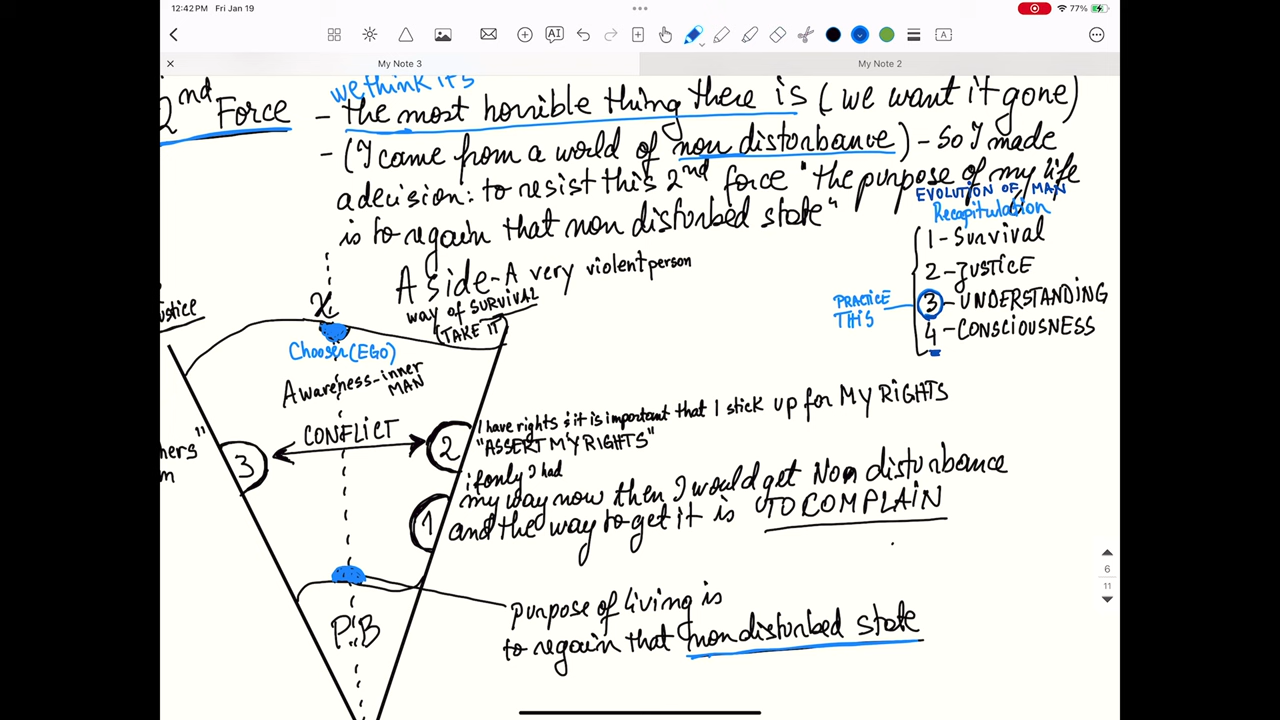 12:42 PM Fri Jan 19
77%
My Note 3
My Note 2
we think it's
2nd Force - the most horrible thing there is (we want it gone)
- (I came from a world of non disturbance) - So I made
a decision: to resist this 2nd force "the purpose of my life
is to regain that non disturbed state"
EVOLUTION OF MAN
Recapitulation
1 - Survival
2 - JUSTICE
3 - UNDERSTANDING
4 - CONSCIOUSNESS
PRACTICE
THIS
A side - A very violent person
way of SURVIVAL
(TAKE IT)
ustice
X
Chooser (EGO)
Awareness - inner
MAN
CONFLICT
hers"
m
3
2
I have rights & it is important that I stick up for MY RIGHTS
"ASSERT MY RIGHTS"
if only I had
my way now then I would get Non disturbance
1
and the way to get it is TO COMPLAIN
P.B
purpose of living is
to regain that nondisturbed state
6
11